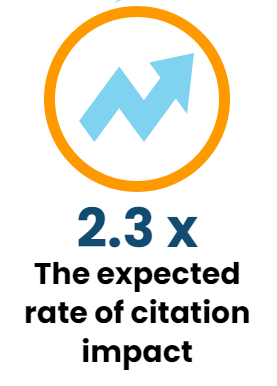 2.3 x
The expected
rate of citation
impact